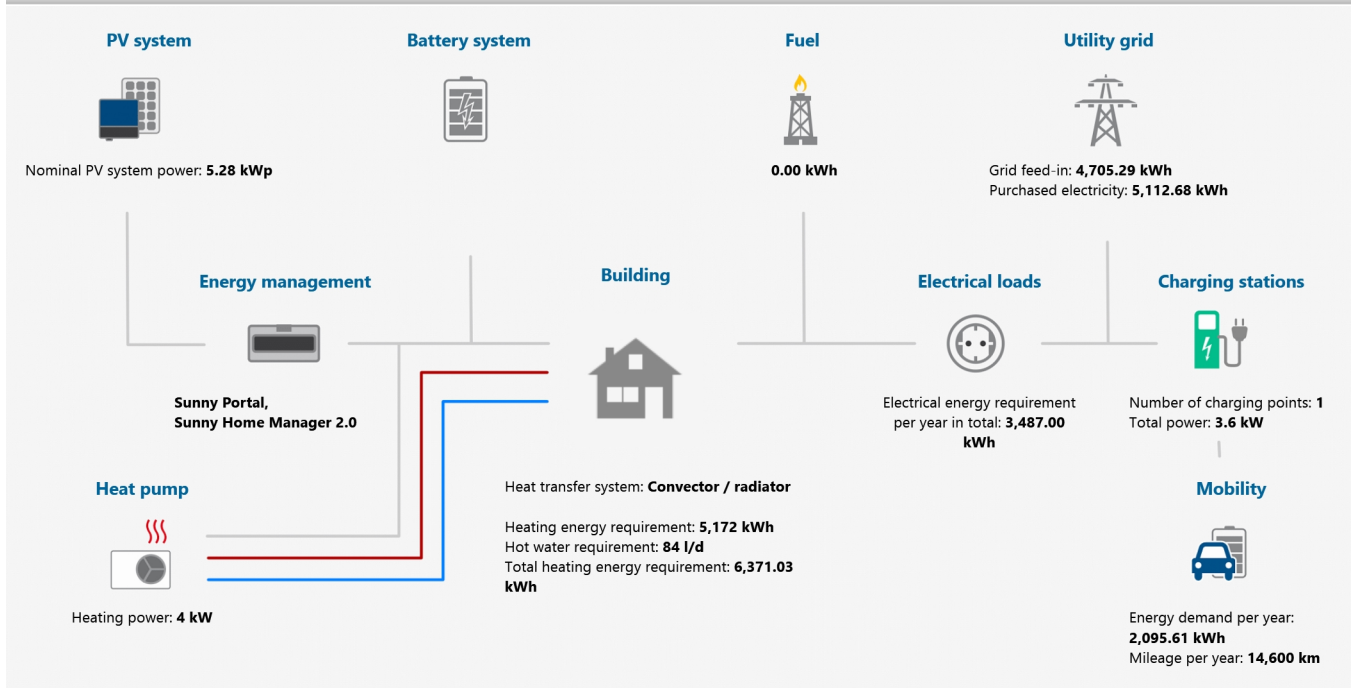 PV system
Battery system
Fuel
Utility grid
Nominal PV system power: 5.28 kWp
0.00 kWh
Grid feed-in: 4,705.29 kWh
Purchased electricity: 5,112.68 kWh
Energy management
Building
Electrical loads
Charging stations
Sunny Portal,
Sunny Home Manager 2.0
Electrical energy requirement
per year in total: 3,487.00
kWh
Number of charging points: 1
Total power: 3.6 kW
Heat pump
Heat transfer system: Convector / radiator
Heating energy requirement: 5,172 kWh
Hot water requirement: 84 l/d
Total heating energy requirement: 6,371.03
kWh
Mobility
Heating power: 4 kW
Energy demand per year:
2,095.61 kWh
Mileage per year: 14,600 km